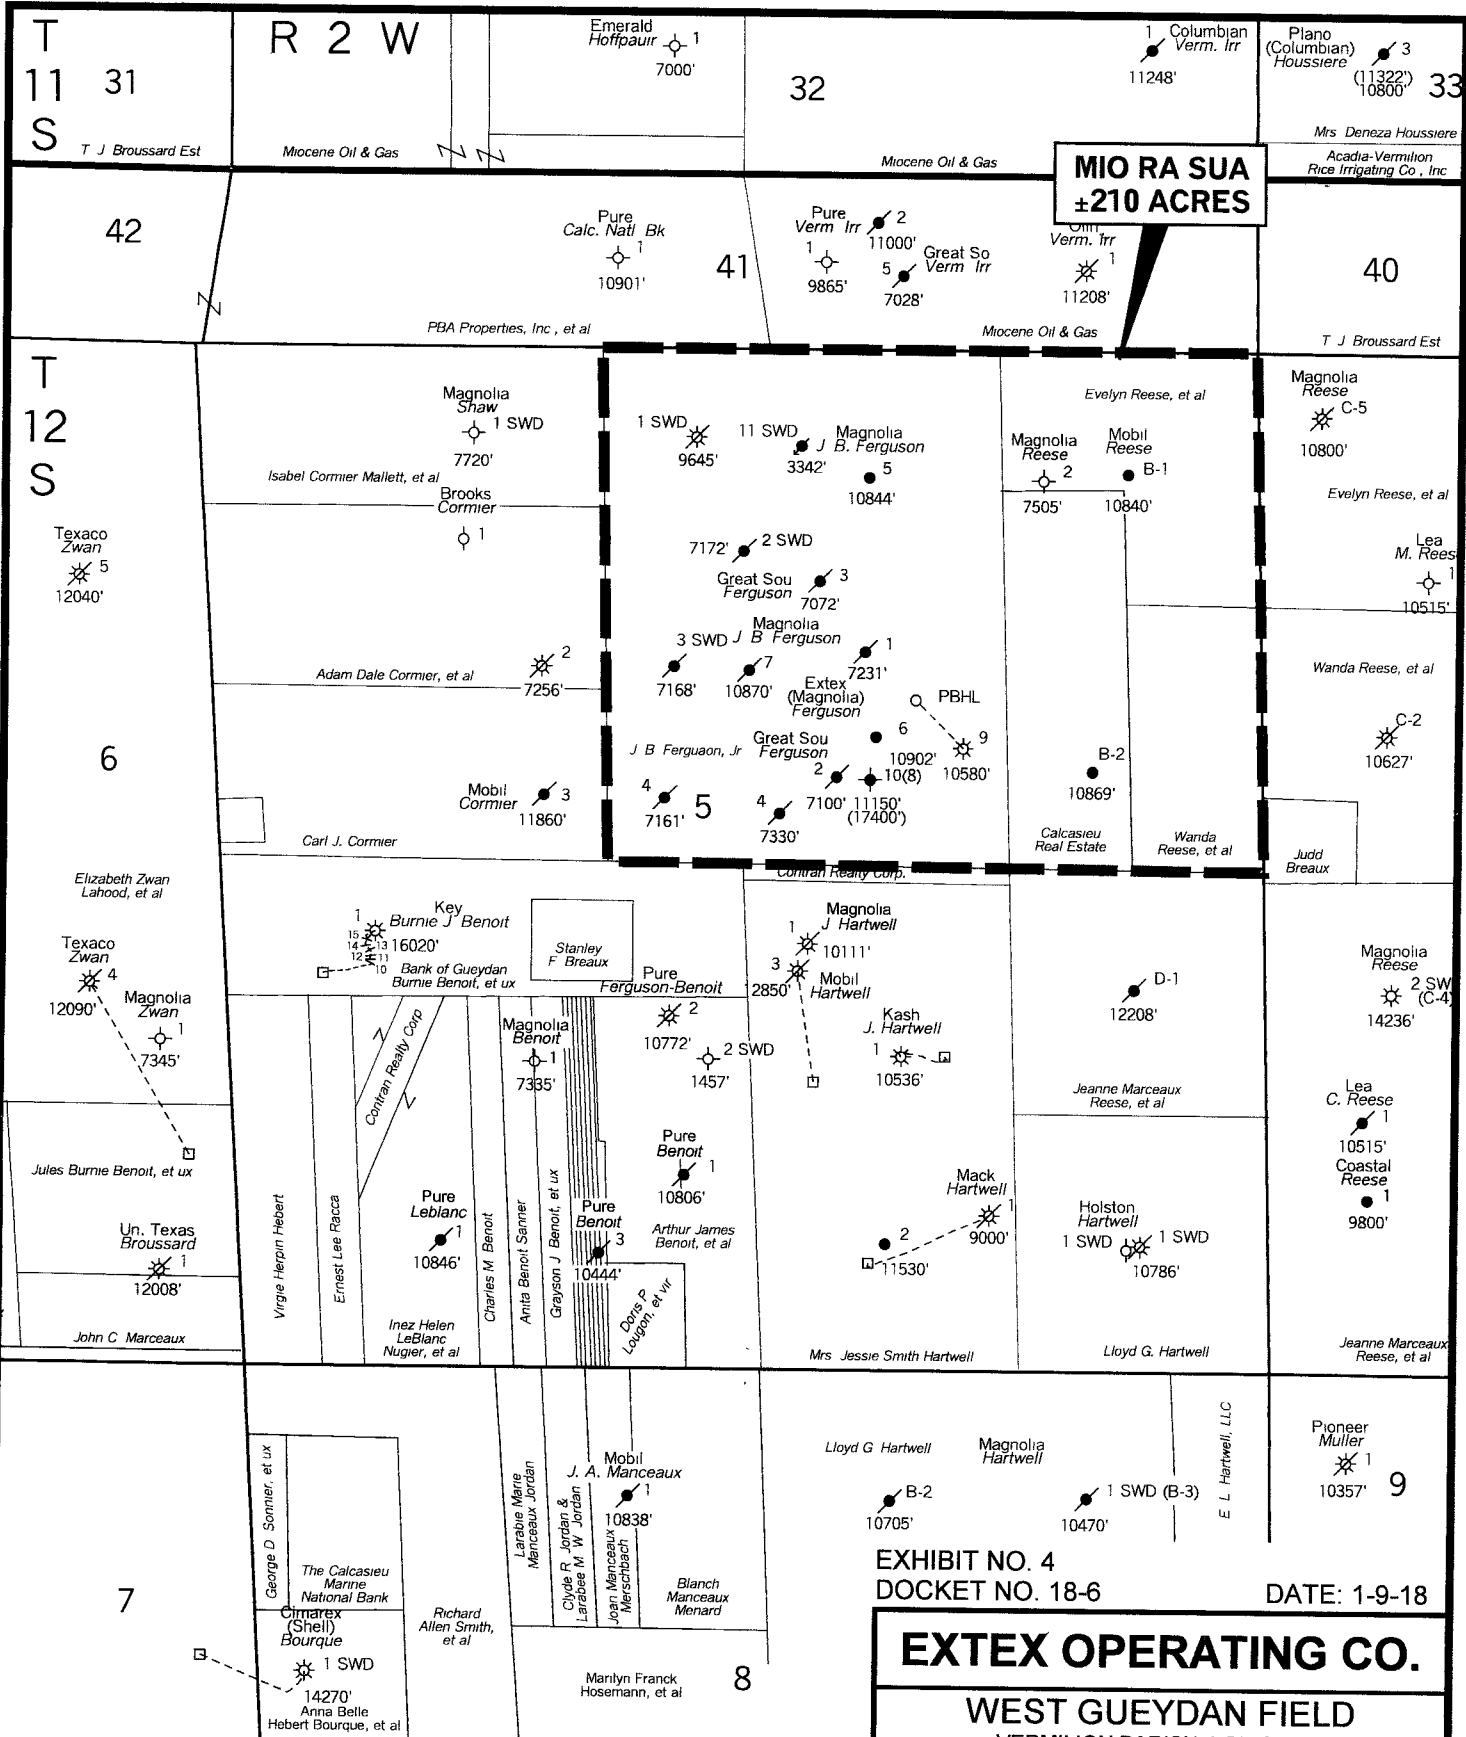 T
11
S
31
R 2 W
T J Broussard Est
Miocene Oil & Gas
Emerald
Hoffpauir
1
7000'
32
Miocene Oil & Gas
1 Columbian
Verm. Irr
11248'
Plano
(Columbian)
Houssiere
3
(11322')
10800'
33
Mrs Deneza Houssiere
Acadia-Vermilion
Rice Irrigating Co , Inc
MIO RA SUA
±210 ACRES
42
Pure
Calc. Natl Bk
1
10901'
41
PBA Properties, Inc , et al
Pure
Verm Irr
1
9865'
2
11000'
Great So
Verm Irr
5
7028'
Verm. Irr
1
11208'
Miocene Oil & Gas
40
T J Broussard Est
T
12
S
Magnolia
Shaw
1 SWD
7720'
Isabel Cormier Mallett, et al
Brooks
Cormier
1
Texaco
Zwan
5
12040'
Adam Dale Cormier, et al
2
7256'
6
Mobil
Cormier
3
11860'
Carl J. Cormier
1 SWD
9645'
11 SWD
3342'
Magnolia
J B. Ferguson
5
10844'
7172'
2 SWD
Great Sou
Ferguson
3
7072'
Magnolia
J B Ferguson
3 SWD
7168'
7
10870'
1
7231'
Extex
(Magnolia)
Ferguson
PBHL
6
10902'
9
10580'
J B Ferguaon, Jr
Great Sou
Ferguson
2
7100'
10(8)
11150'
(17400')
4
7161'
5
4
7330'
Evelyn Reese, et al
Magnolia
Reese
2
7505'
Mobil
Reese
B-1
10840'
B-2
10869'
Calcasieu
Real Estate
Wanda
Reese, et al
Magnolia
Reese
C-5
10800'
Evelyn Reese, et al
Lea
M. Rees
1
10515'
Wanda Reese, et al
C-2
10627'
Judd
Breaux
Contran Realty Corp.
Elizabeth Zwan
Lahood, et al
Texaco
Zwan
4
12090'
Magnolia
Zwan
1
7345'
Jules Burnie Benoit, et ux
Un. Texas
Broussard
1
12008'
John C Marceaux
Key
Burnie J Benoit
1
15
14
13
12
11
10
16020'
Bank of Gueydan
Burnie Benoit, et ux
Stanley
F Breaux
Pure
Ferguson-Benoit
2
10772'
2 SWD
1457'
Magnolia
Benoit
1
7335'
Contran Realty Corp
Virgie Herpin Hebert
Ernest Lee Racca
Pure
Leblanc
1
10846'
Inez Helen
LeBlanc
Nugier, et al
Charles M Benoit
Anita Benoit Sanner
Grayson J Benoit, et ux
Pure
Benoit
1
10806'
Pure
Benoit
3
10444'
Arthur James
Benoit, et al
Doris P
Lougon, et vir
Magnolia
J Hartwell
1
10111'
3
2850'
Mobil
Hartwell
Kash
J. Hartwell
1
10536'
Mack
Hartwell
1
9000'
2
11530'
Mrs Jessie Smith Hartwell
D-1
12208'
Jeanne Marceaux
Reese, et al
Holston
Hartwell
1 SWD
1 SWD
10786'
Lloyd G. Hartwell
Magnolia
Reese
2 SW
(C-4)
14236'
Lea
C. Reese
1
10515'
Coastal
Reese
1
9800'
Jeanne Marceaux
Reese, et al
7
George D Sonnier, et ux
The Calcasieu
Marine
National Bank
Cimarex
(Shell)
Bourque
1 SWD
14270'
Anna Belle
Hebert Bourque, et al
Richard
Allen Smith,
et al
Larabie Marie
Manceaux Jordan
Clyde R Jordan &
Larabee M W Jordan
Joan Manceaux
Merschbach
Mobil
J. A. Manceaux
1
10838'
Blanch
Manceaux
Menard
Marilyn Franck
Hosemann, et al
8
Lloyd G Hartwell
Magnolia
Hartwell
B-2
10705'
1 SWD (B-3)
10470'
E L Hartwell, LLC
Pioneer
Muller
1
10357'
9
EXHIBIT NO. 4
DOCKET NO. 18-6
DATE: 1-9-18
EXTEX OPERATING CO.
WEST GUEYDAN FIELD